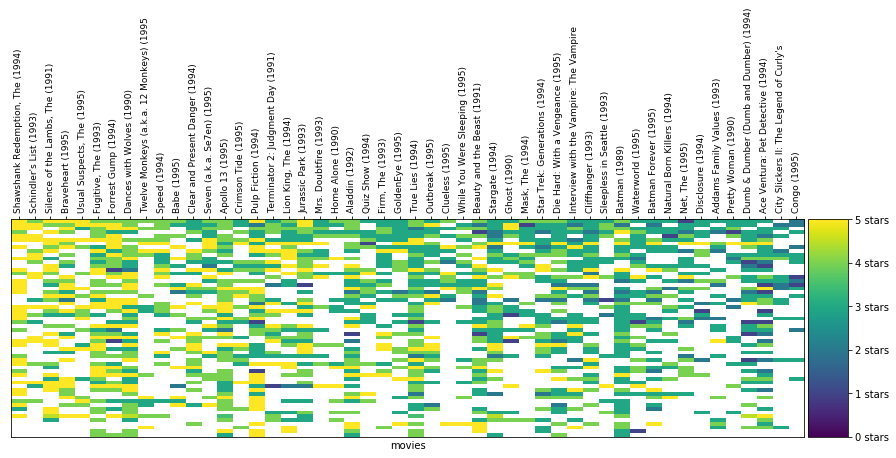 Shawshank Redemption, The (1994)
Schindler's List (1993)
Silence of the Lambs, The (1991)
Braveheart (1995)
Usual Suspects, The (1995)
Fugitive, The (1993)
Forrest Gump (1994)
Dances with Wolves (1990)
Twelve Monkeys (a.k.a. 12 Monkeys) (1995
Speed (1994)
Babe (1995)
Clear and Present Danger (1994)
Seven (a.k.a. Se7en) (1995)
Apollo 13 (1995)
Crimson Tide (1995)
Pulp Fiction (1994)
Terminator 2: Judgment Day (1991)
Lion King, The (1994)
Jurassic Park (1993)
Mrs. Doubtfire (1993)
Home Alone (1990)
Aladdin (1992)
Quiz Show (1994)
Firm, The (1993)
GoldenEye (1995)
True Lies (1994)
Outbreak (1995)
Clueless (1995)
While You Were Sleeping (1995)
Beauty and the Beast (1991)
Stargate (1994)
Ghost (1990)
Mask, The (1994)
Star Trek: Generations (1994)
Die Hard: With a Vengeance (1995)
Interview with the Vampire: The Vampire
Cliffhanger (1993)
Sleepless in Seattle (1993)
Batman (1989)
Waterworld (1995)
Batman Forever (1995)
Natural Born Killers (1994)
Net, The (1995)
Disclosure (1994)
Addams Family Values (1993)
Pretty Woman (1990)
Dumb & Dumber (Dumb and Dumber) (1994)
Ace Ventura: Pet Detective (1994)
City Slickers II: The Legend of Curly's
Congo (1995)
5 stars
4 stars
3 stars
2 stars
1 stars
0 stars
movies